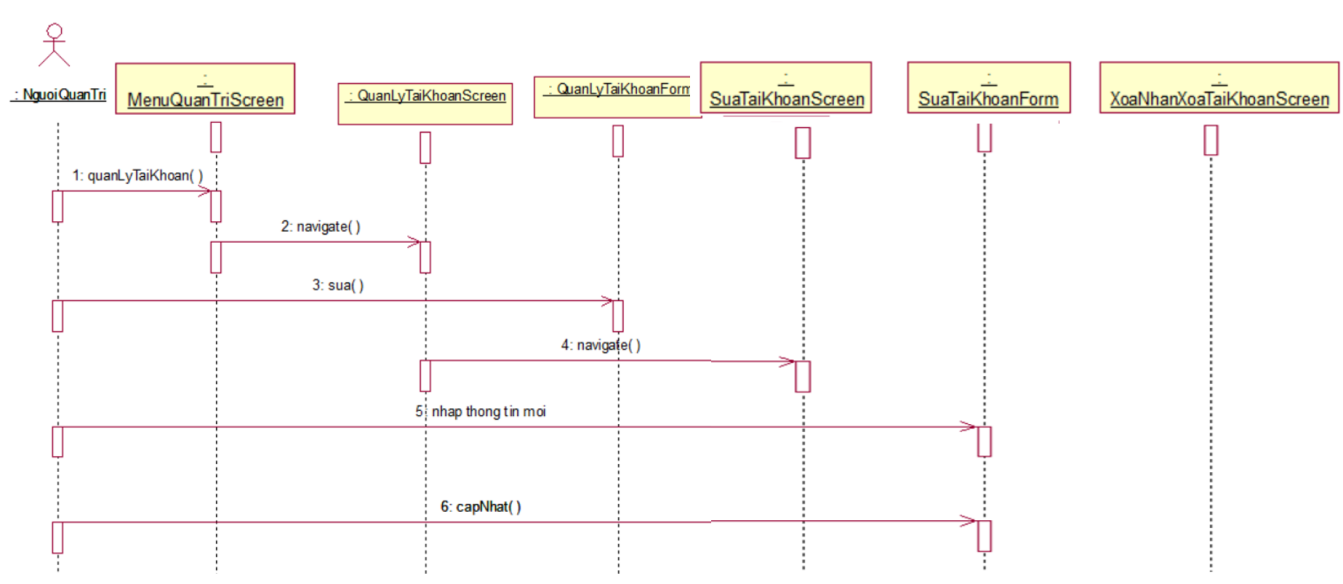 : NguoiQuanTri
:
MenuQuanTriScreen
: QuanLyTaiKhoanScreen
: QuanLyTaiKhoanForm
:
SuaTaiKhoanScreen
:
SuaTaiKhoanForm
:
XoaNhanXoaTaiKhoanScreen
1: quanLyTaiKhoan( )
2: navigate( )
3: sua( )
4: navigate( )
5: nhap thong tin moi
6: capNhat( )